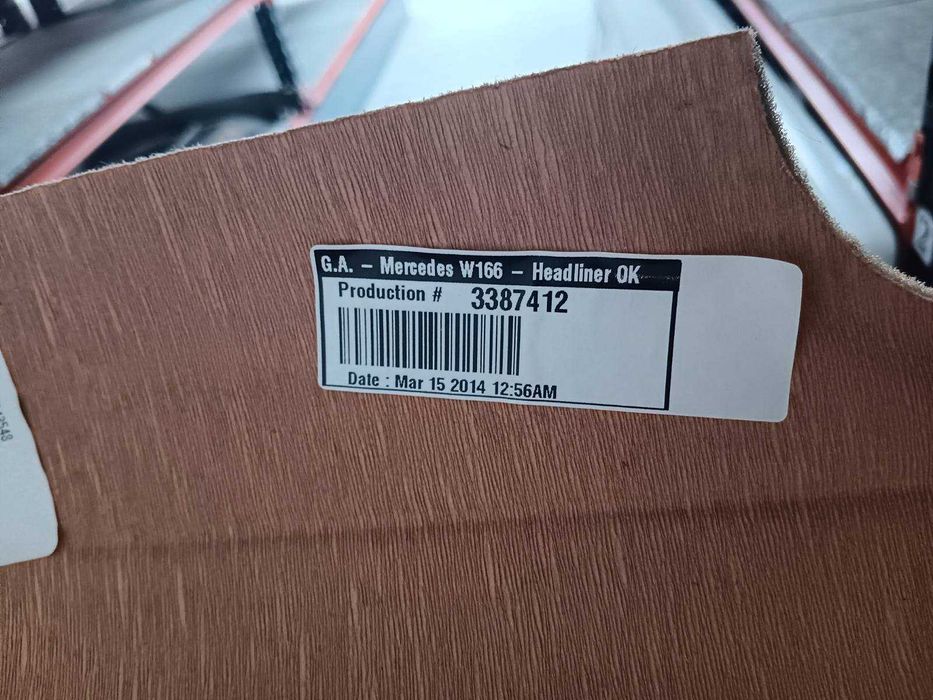 G.A. – Mercedes W166 – Headliner OK
Production # 3387412
Date : Mar 15 2014 12:56AM